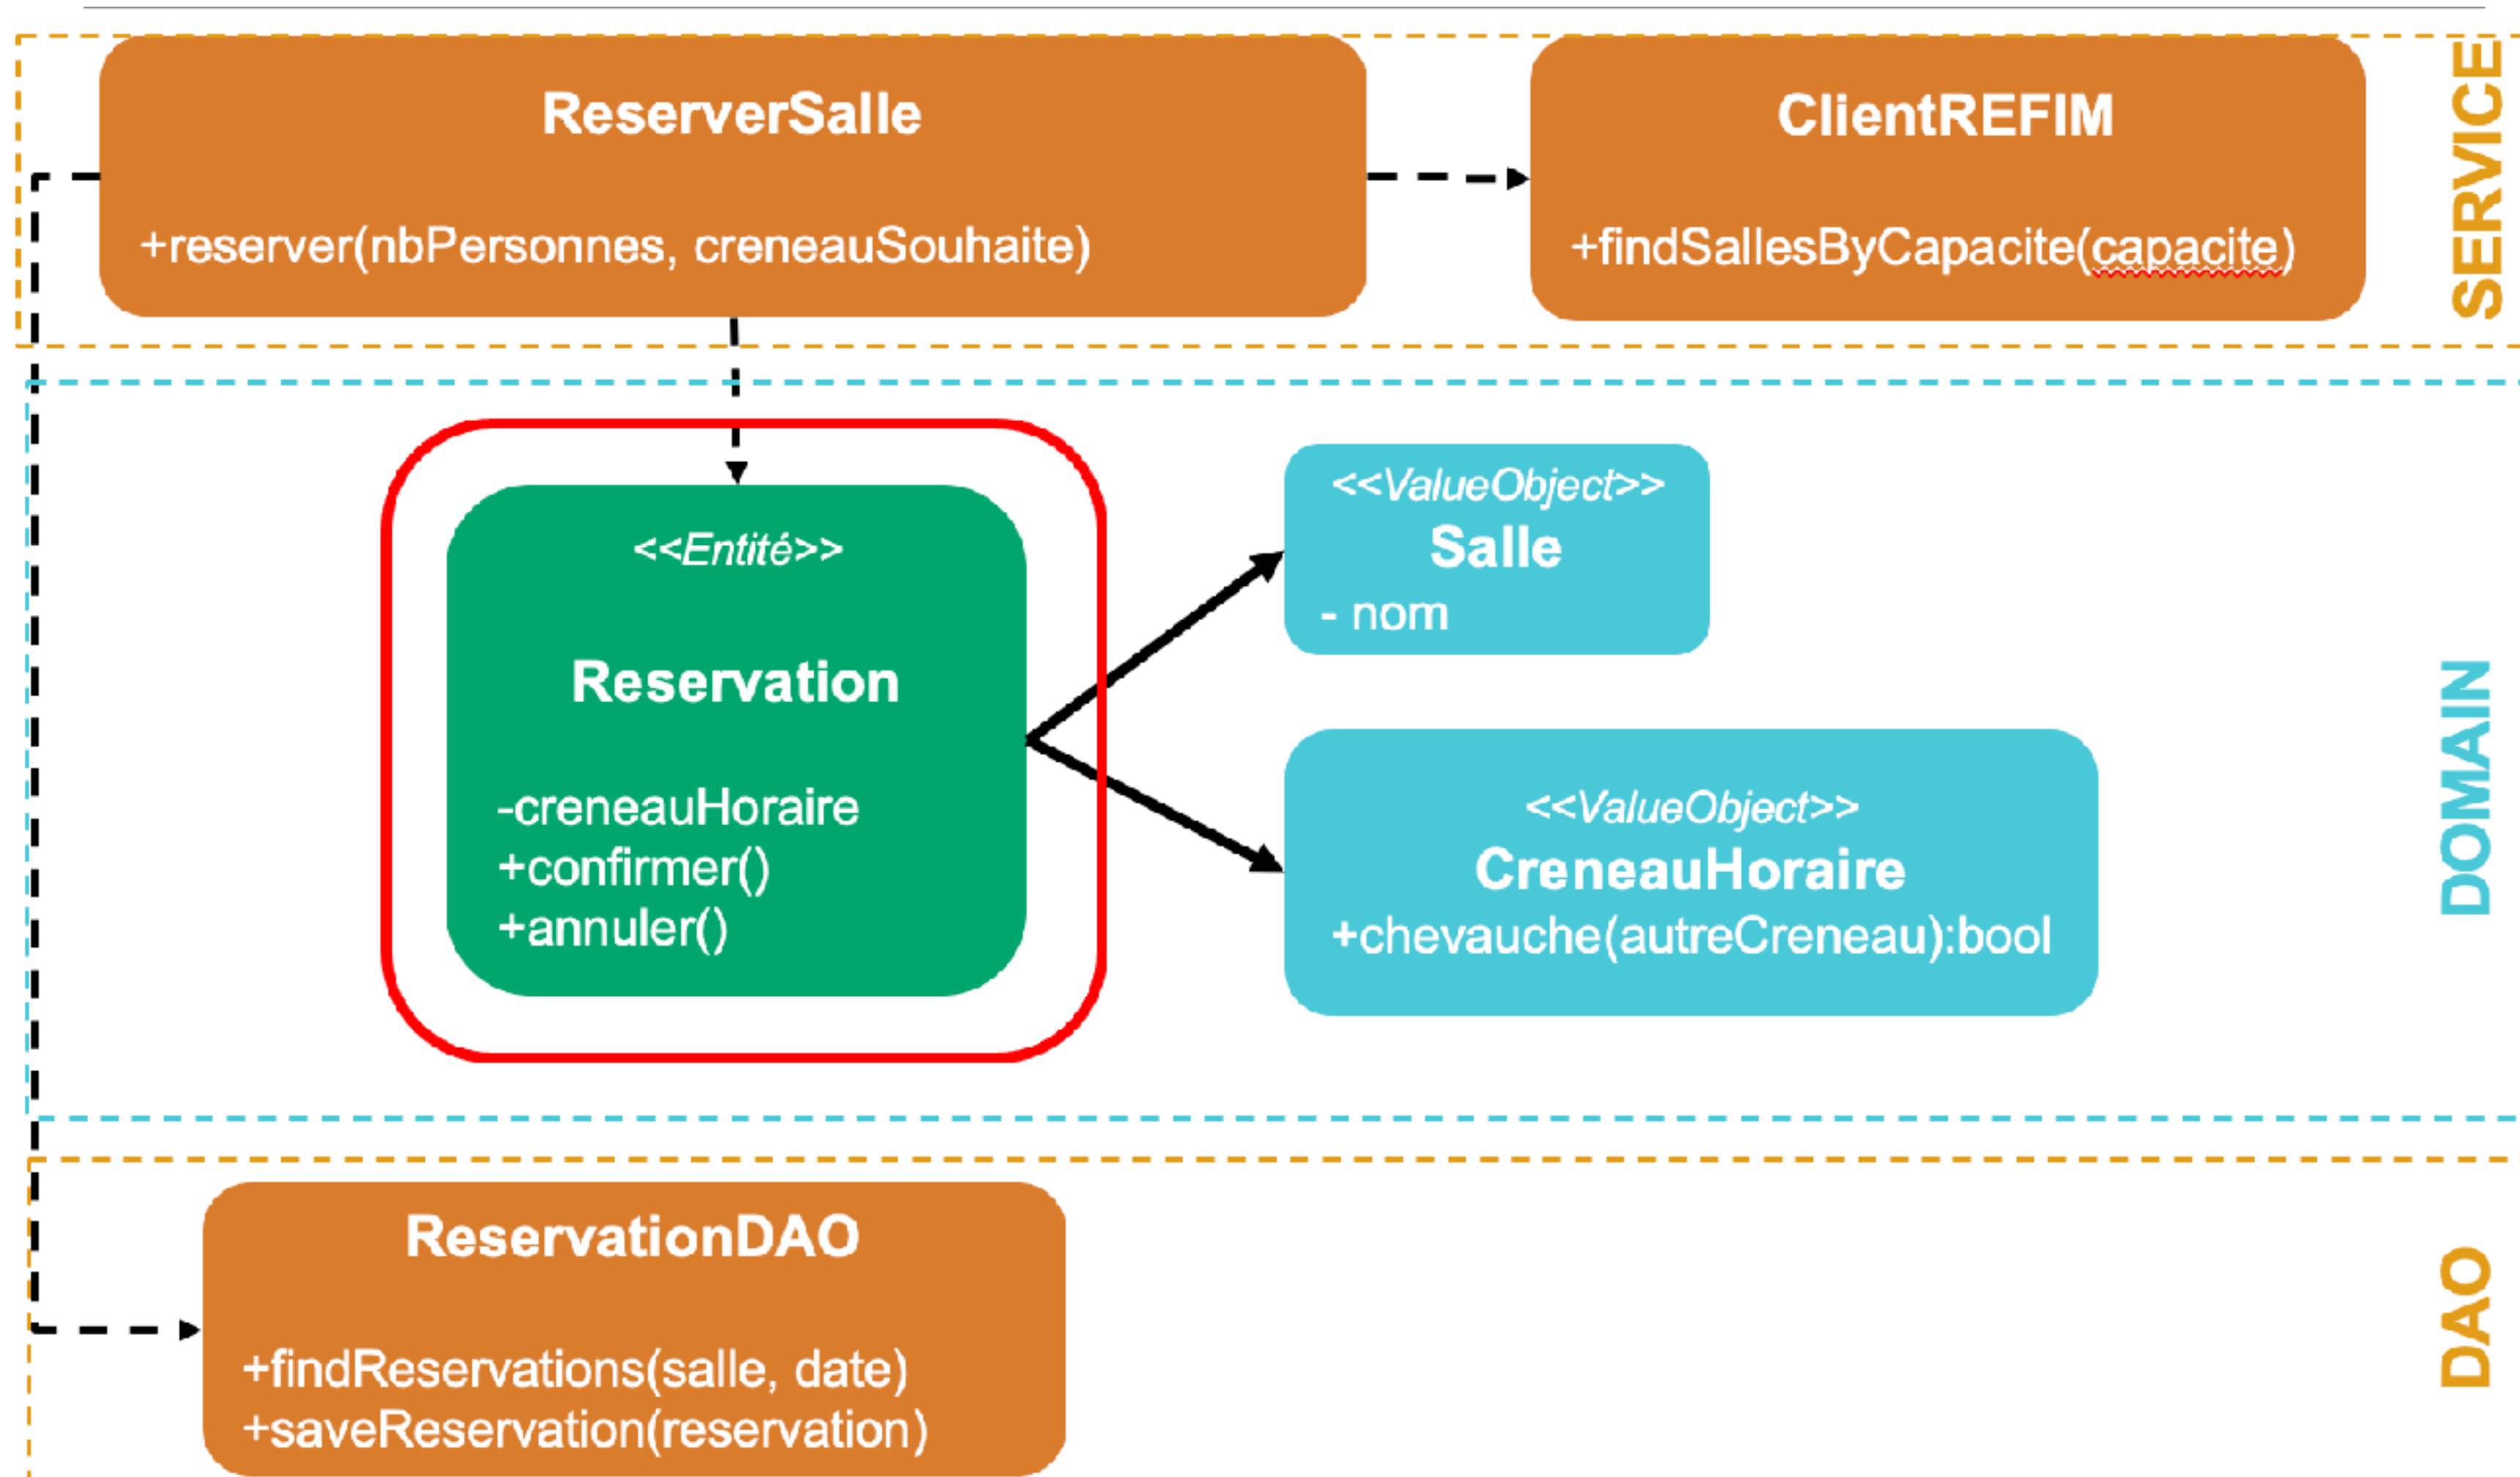 ReserverSalle
+reserver(nbPersonnes, creneauSouhaite)
ClientREFIM
+findSallesByCapacite(capacite)
SERVICE
<<Entité>>
Reservation
-creneauHoraire
+confirmer()
+annuler()
<<ValueObject>>
Salle
- nom
<<ValueObject>>
CreneauHoraire
+chevauche(autreCreneau):bool
DOMAIN
ReservationDAO
+findReservations(salle, date)
+saveReservation(reservation)
DAO